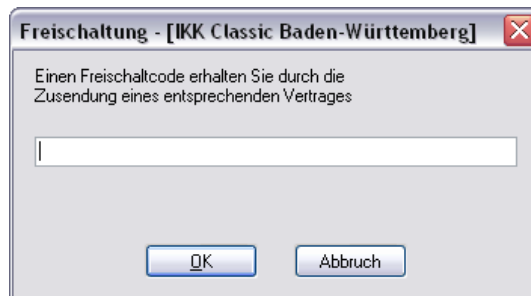 Freischaltung - [IKK Classic Baden-Württemberg]
Einen Freischaltcode erhalten Sie durch die
Zusendung eines entsprechenden Vertrages
OK
Abbruch